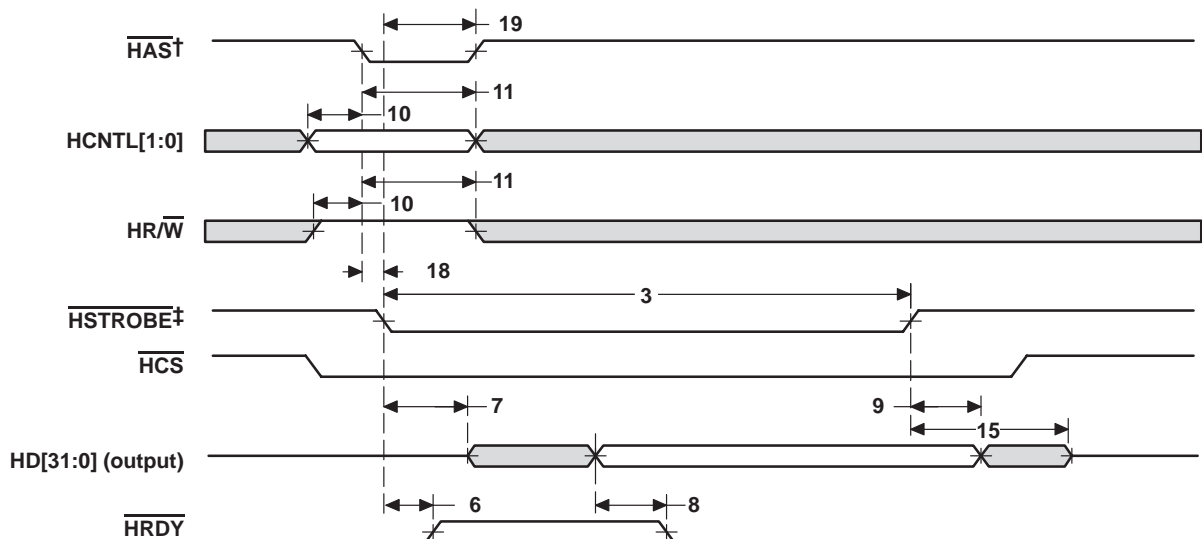 19
HAS†
11
10
HCNTL[1:0]
11
10
HR/W
18
3
HSTROBE‡
HCS
7
9
15
HD[31:0] (output)
6
8
HRDY